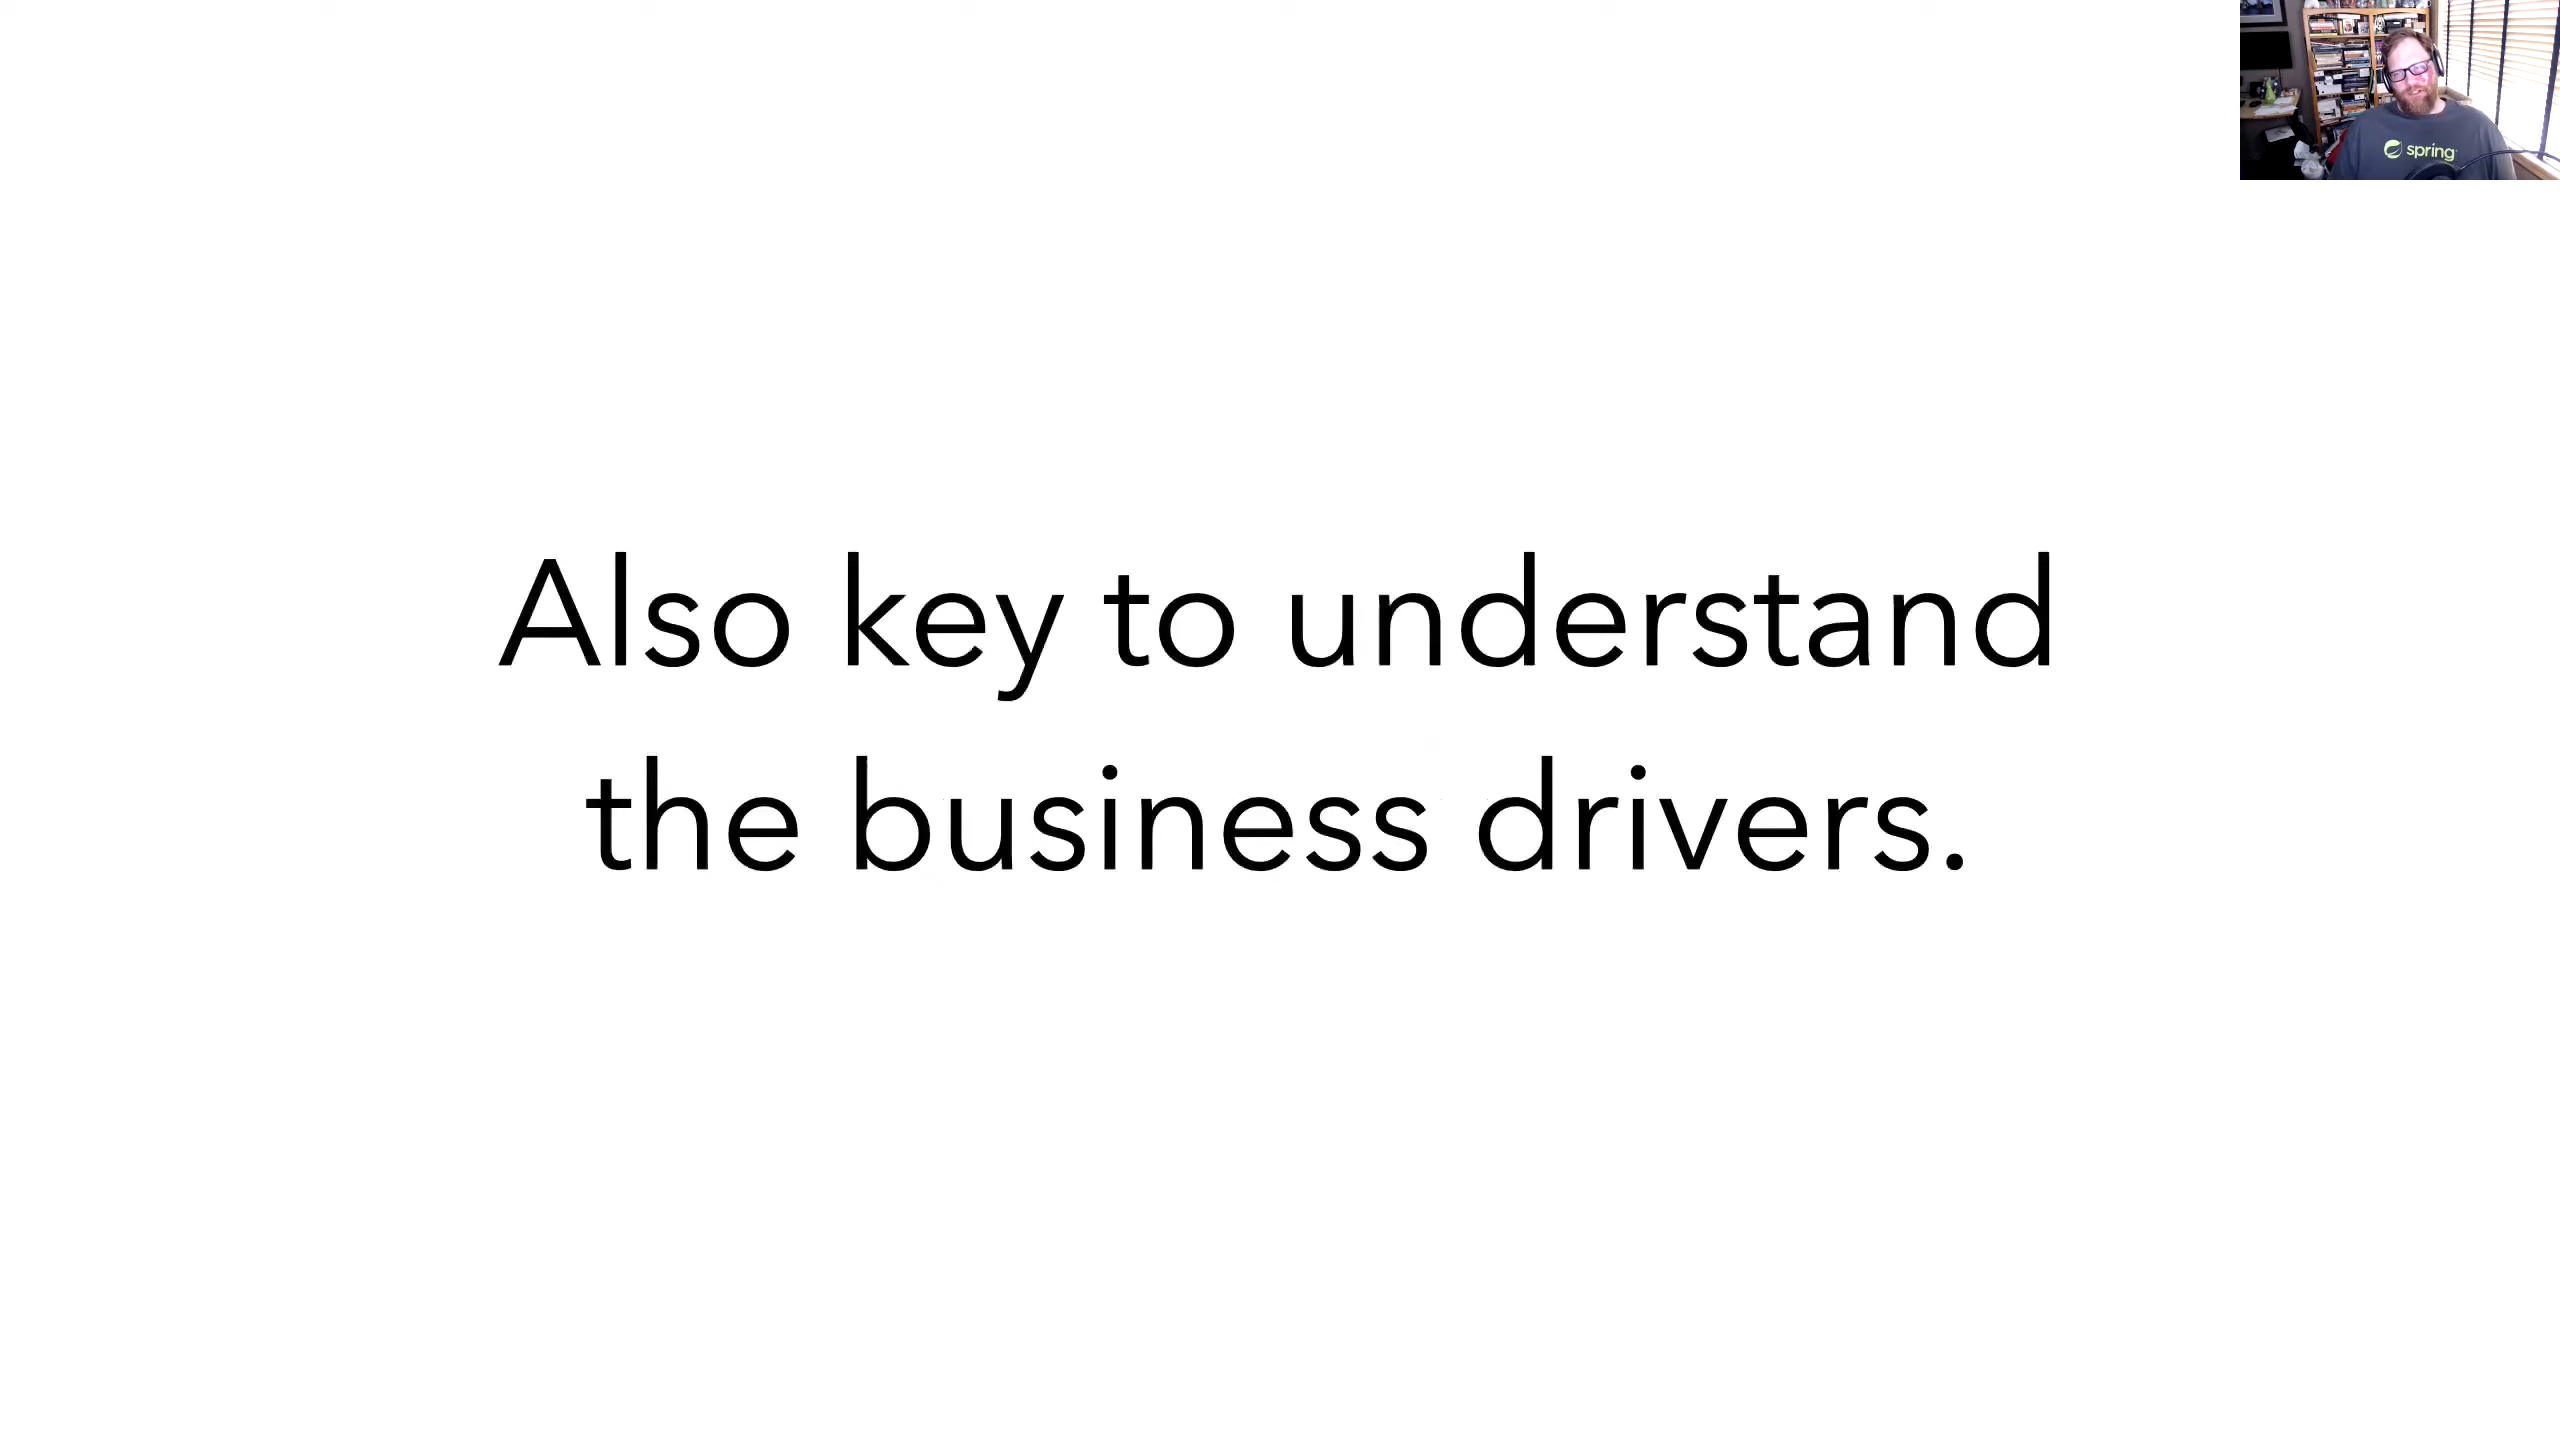 spring
Also key to understand
the business drivers.